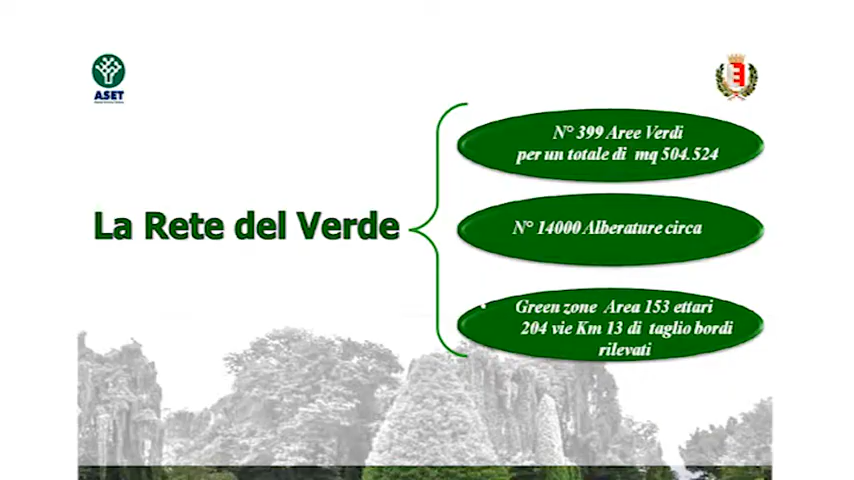 ASET
La Rete del Verde
N° 399 Aree Verdi
per un totale di mq 504.524
N° 14000 Alberature circa
Green zone Area 153 ettari
204 vie Km 13 di taglio bordi
rilevati